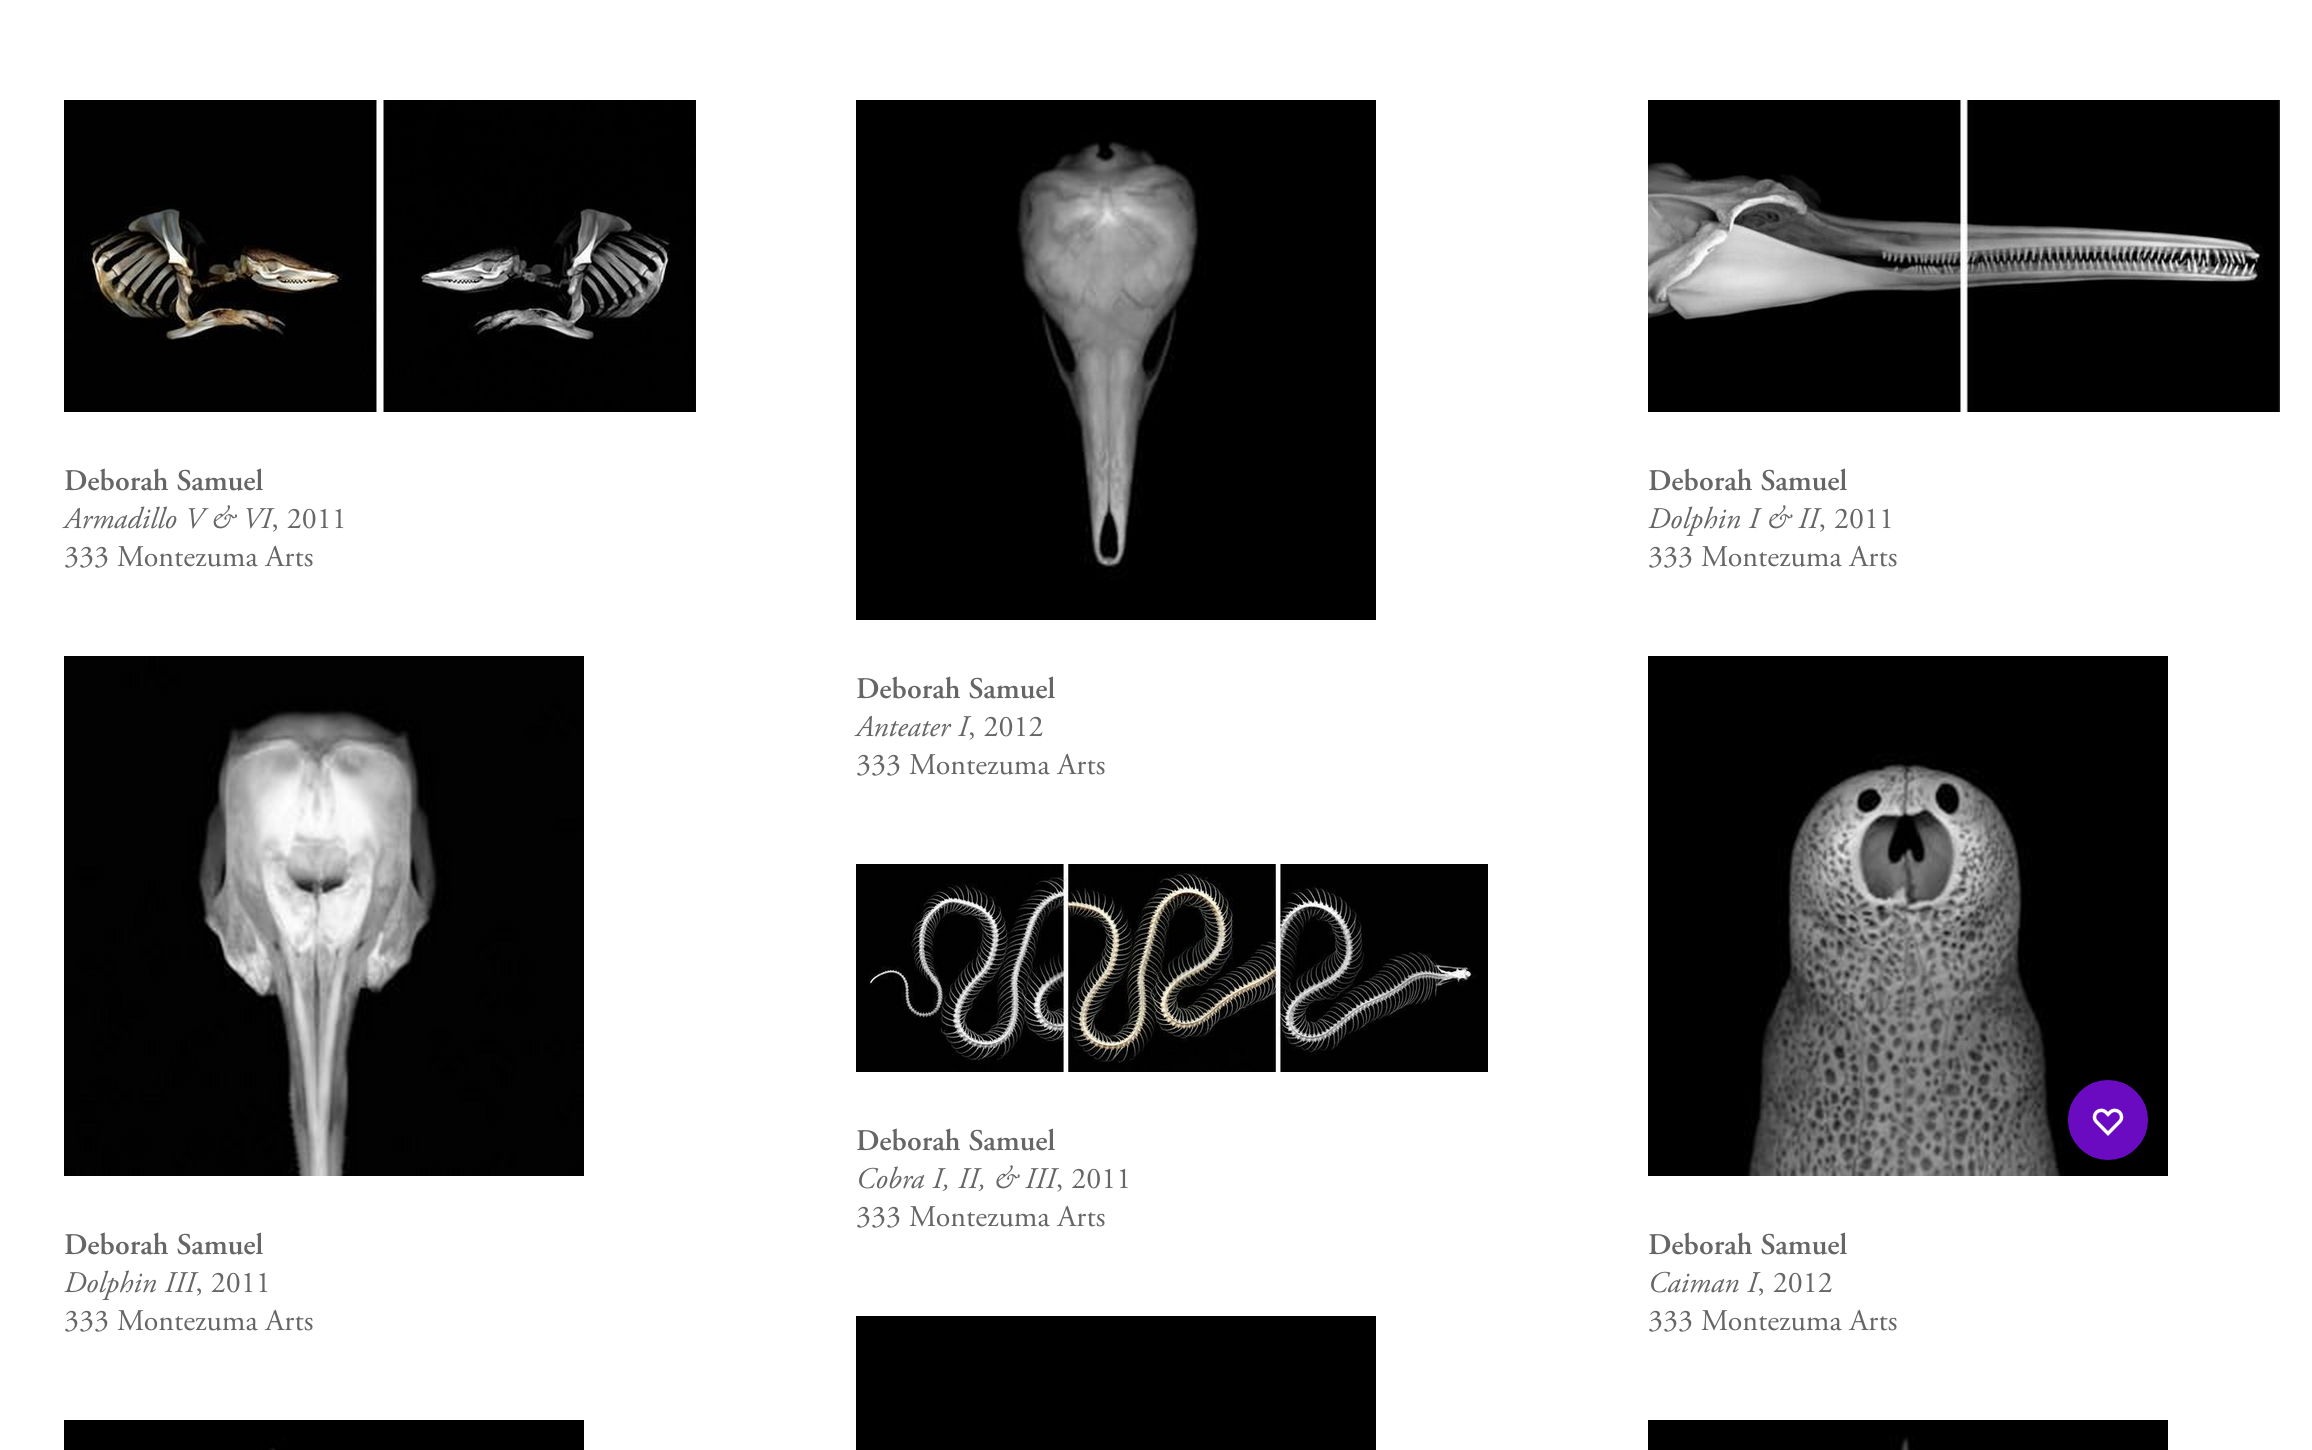 Deborah Samuel
Armadillo V & VI, 2011
333 Montezuma Arts
Deborah Samuel
Dolphin III, 2011
333 Montezuma Arts
Deborah Samuel
Anteater I, 2012
333 Montezuma Arts
Deborah Samuel
Cobra I, II, & III, 2011
333 Montezuma Arts
Deborah Samuel
Dolphin I & II, 2011
333 Montezuma Arts
Deborah Samuel
Caiman I, 2012
333 Montezuma Arts